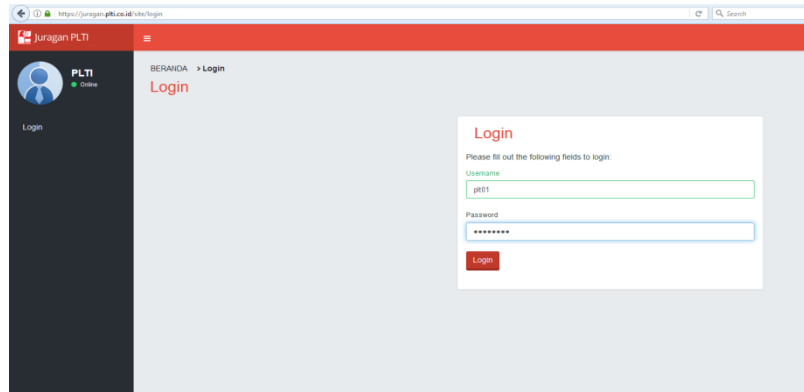 https://juragan.plti.co.id/site/login
Search
Juragan PLTI
PLTI
Online
Login
BERANDA > Login
Login
Login
Please fill out the following fields to login:
Username
plt01
Password
••••••••
Login